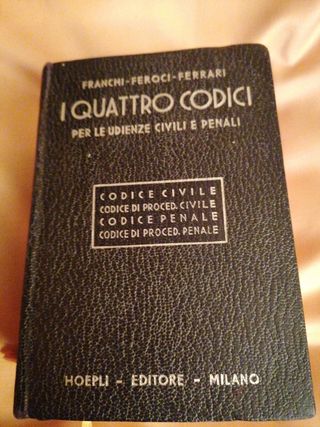 FRANCHI-FEROCI-FERRARI
I QUATTRO CODICI
PER LE UDIENZE CIVILI E PENALI
CODICE CIVILE
CODICE DI PROCED. CIVILE
CODICE PENALE
CODICE DI PROCED. PENALE
HOEPLI - EDITORE - MILANO